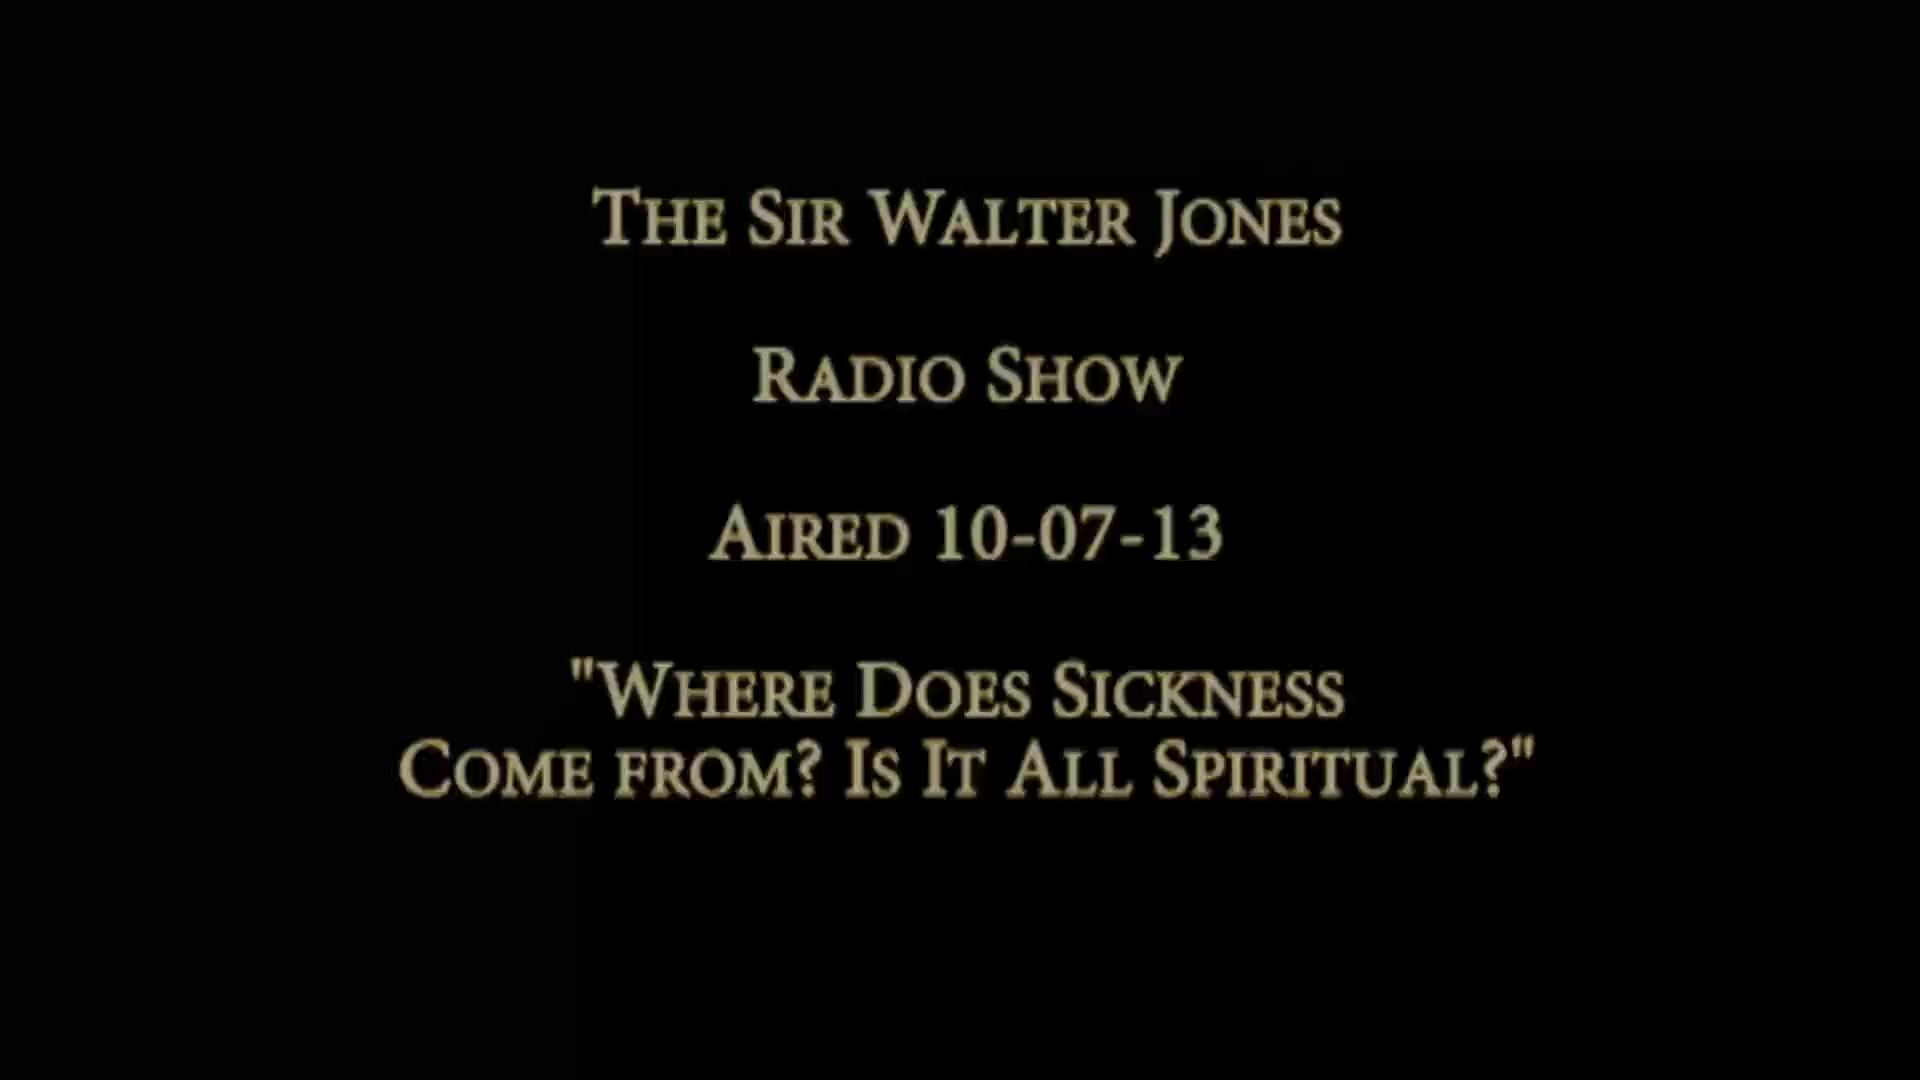 The Sir Walter Jones
Radio Show
Aired 10-07-13
"Where Does Sickness
Come from? Is It All Spiritual?"